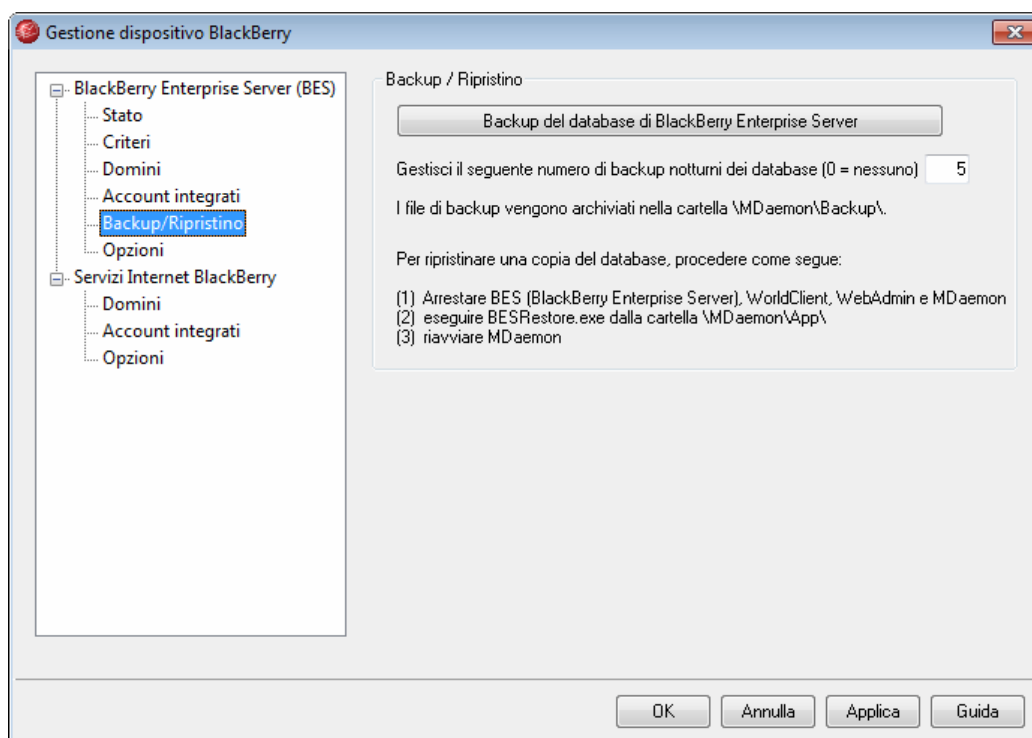 Gestione dispositivo BlackBerry
BlackBerry Enterprise Server (BES)
Stato
Criteri
Domini
Account integrati
Backup/Ripristino
Opzioni
Servizi Internet BlackBerry
Domini
Account integrati
Opzioni
Backup / Ripristino
Backup del database di BlackBerry Enterprise Server
Gestisci il seguente numero di backup notturni dei database (0 = nessuno) 5
I file di backup vengono archiviati nella cartella \MDaemon\Backup\.
Per ripristinare una copia del database, procedere come segue:
(1) Arrestare BES (BlackBerry Enterprise Server), WorldClient, WebAdmin e MDaemon
(2) eseguire BESRestore.exe dalla cartella \MDaemon\App\
(3) riavviare MDaemon
OK
Annulla
Applica
Guida